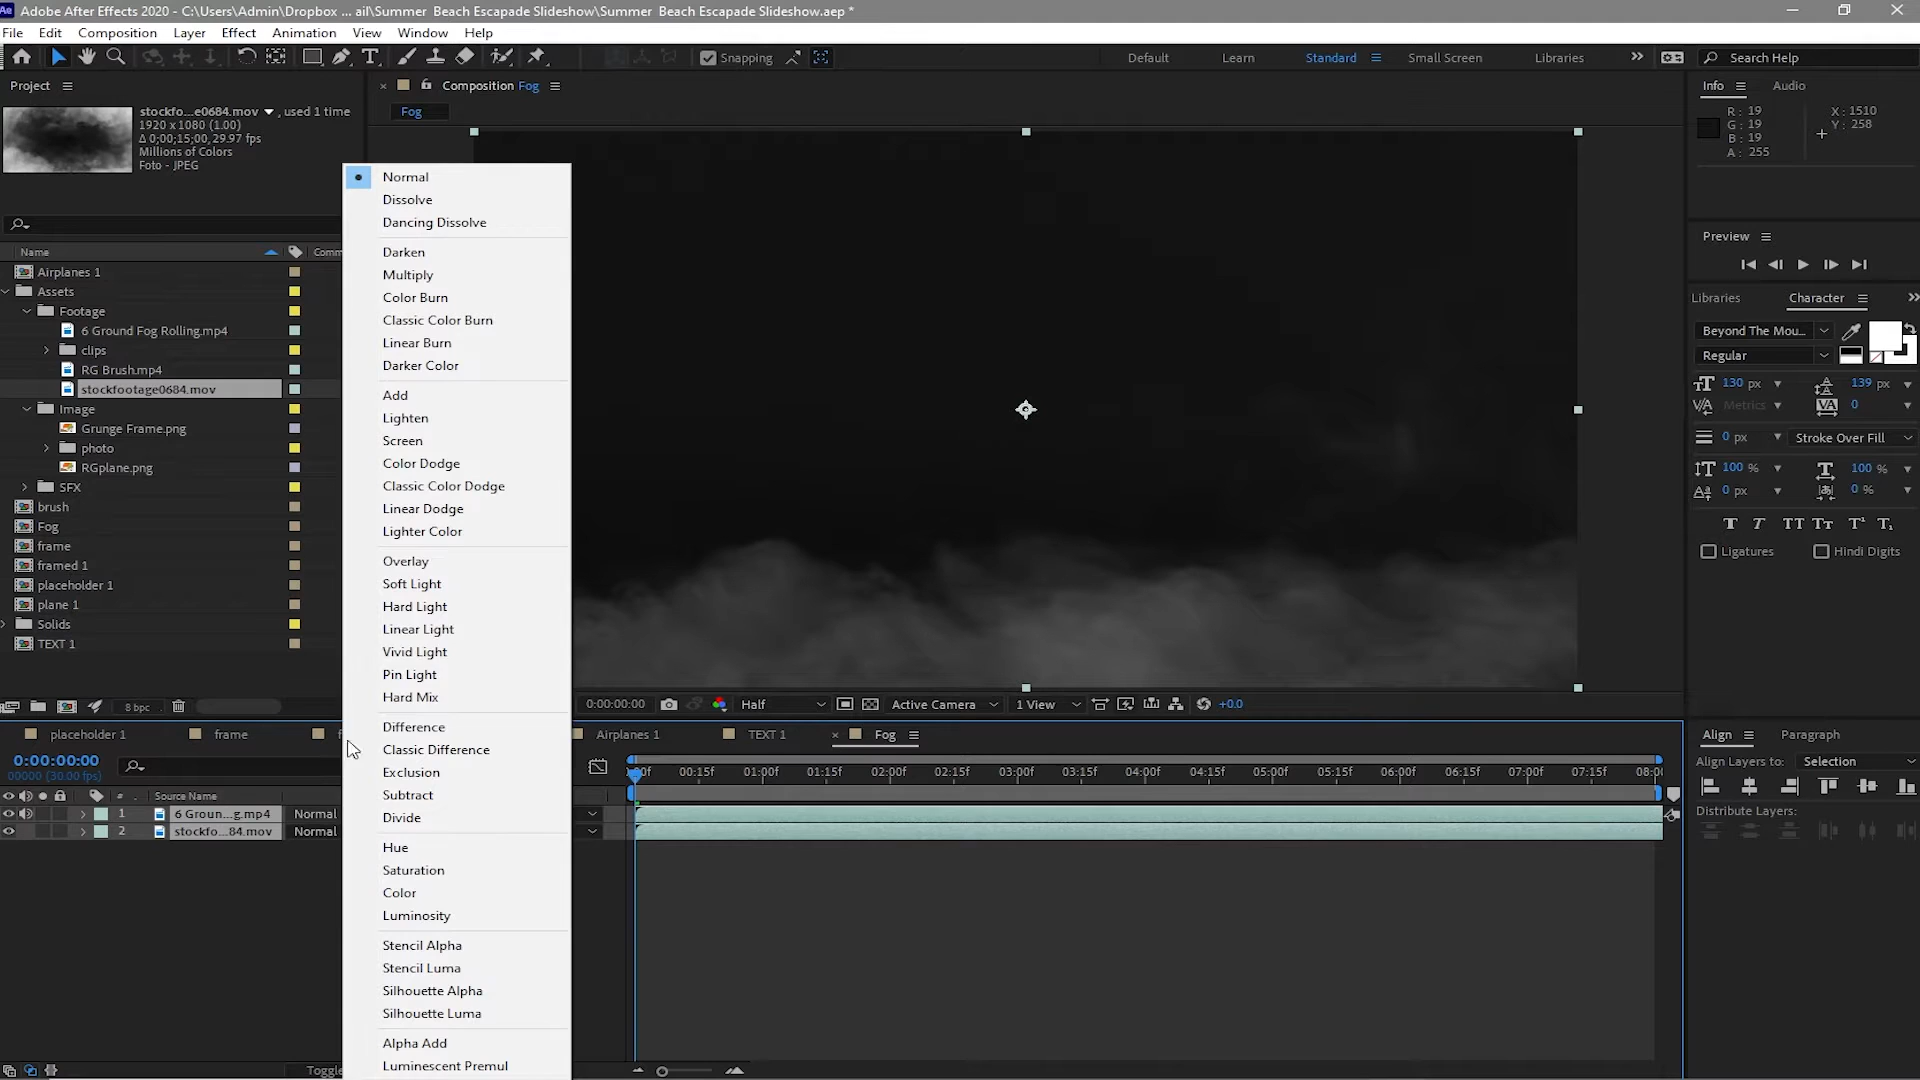 Ae Adobe After Effects 2020 - C:\Users\Admin\Dropbox ... ail\Summer Beach Escapade Slideshow\Summer Beach Escapade Slideshow.aep *
File Edit Composition Layer Effect Animation View Window Help
Snapping Default Learn Standard Small Screen Libraries Search Help
Project
stockfo...e0684.mov , used 1 time
1920 x 1080 (1.00)
Δ 0;00;15;00, 29.97 fps
Millions of Colors
Foto - JPEG
Name Comm
Airplanes 1
Assets
Footage
6 Ground Fog Rolling.mp4
clips
RG Brush.mp4
stockfootage0684.mov
Image
Grunge Frame.png
photo
RGplane.png
SFX
brush
Fog
frame
framed 1
placeholder 1
plane 1
Solids
TEXT 1
8 bpc
Composition Fog
Fog
Normal
Dissolve
Dancing Dissolve
Darken
Multiply
Color Burn
Classic Color Burn
Linear Burn
Darker Color
Add
Lighten
Screen
Color Dodge
Classic Color Dodge
Linear Dodge
Lighter Color
Overlay
Soft Light
Hard Light
Linear Light
Vivid Light
Pin Light
Hard Mix
Difference
Classic Difference
Exclusion
Subtract
Divide
Hue
Saturation
Color
Luminosity
Stencil Alpha
Stencil Luma
Silhouette Alpha
Silhouette Luma
Alpha Add
Luminescent Premul
0:00:00:00 Half Active Camera 1 View +0.0
Info Audio
R: 19 X: 1510
G: 19 Y: 258
B: 19
A: 255
Preview
Libraries Character
Beyond The Mou...
Regular
130 px 139 px
Metrics 0
0 px Stroke Over Fill
100 % 100 %
0 px 0 %
T T TT Tt T¹ T₁
Ligatures Hindi Digits
placeholder 1 frame Airplanes 1 TEXT 1 Fog
0:00:00:00
00000 (30.00 fps)
00:15f 01:00f 01:15f 02:00f 02:15f 03:00f 03:15f 04:00f 04:15f 05:00f 05:15f 06:00f 06:15f 07:00f 07:15f
# Source Name
1 6 Groun...g.mp4 Normal
2 stockfo...84.mov Normal
Toggle
Align Paragraph
Align Layers to: Selection
Distribute Layers: